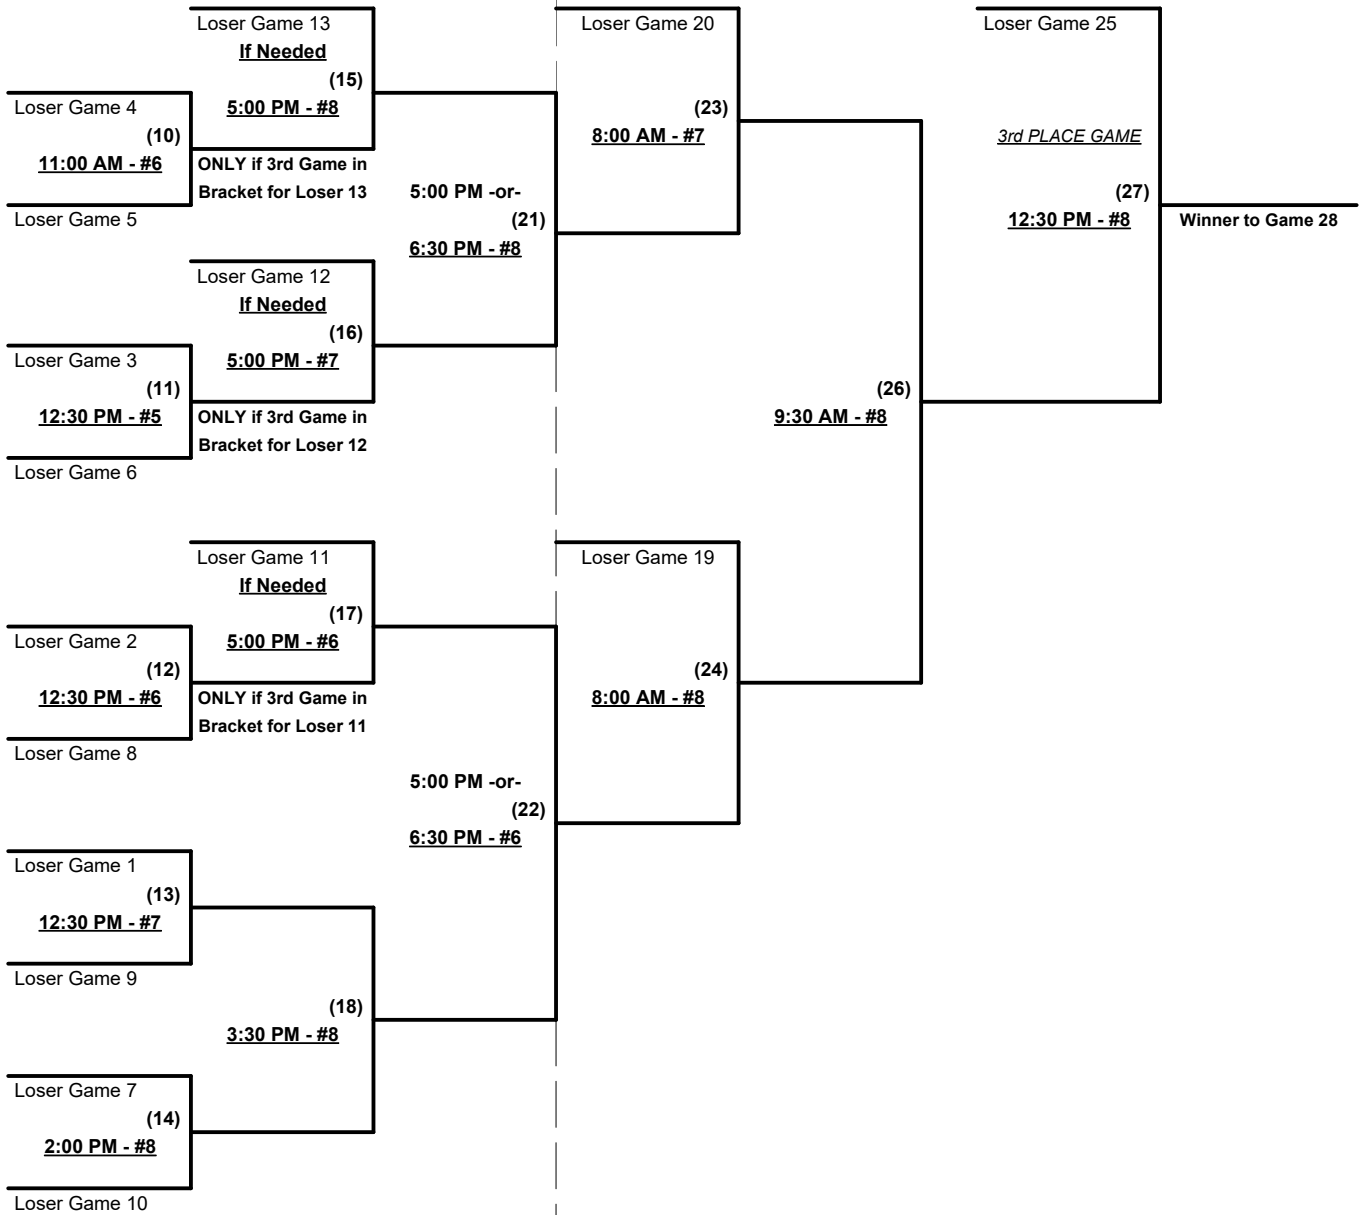 Loser Game 13
If Needed
(15)
5:00 PM - #8
Loser Game 4
(10)
11:00 AM - #6
Loser Game 5
ONLY if 3rd Game in
Bracket for Loser 13
5:00 PM -or-
(21)
6:30 PM - #8
Loser Game 12
If Needed
(16)
5:00 PM - #7
Loser Game 3
(11)
12:30 PM - #5
Loser Game 6
ONLY if 3rd Game in
Bracket for Loser 12
Loser Game 20
(23)
8:00 AM - #7
Loser Game 25
3rd PLACE GAME
(27)
12:30 PM - #8
Winner to Game 28
(26)
9:30 AM - #8
Loser Game 11
If Needed
(17)
5:00 PM - #6
Loser Game 2
(12)
12:30 PM - #6
Loser Game 8
ONLY if 3rd Game in
Bracket for Loser 11
Loser Game 19
(24)
8:00 AM - #8
5:00 PM -or-
(22)
6:30 PM - #6
Loser Game 1
(13)
12:30 PM - #7
Loser Game 9
(18)
3:30 PM - #8
Loser Game 7
(14)
2:00 PM - #8
Loser Game 10